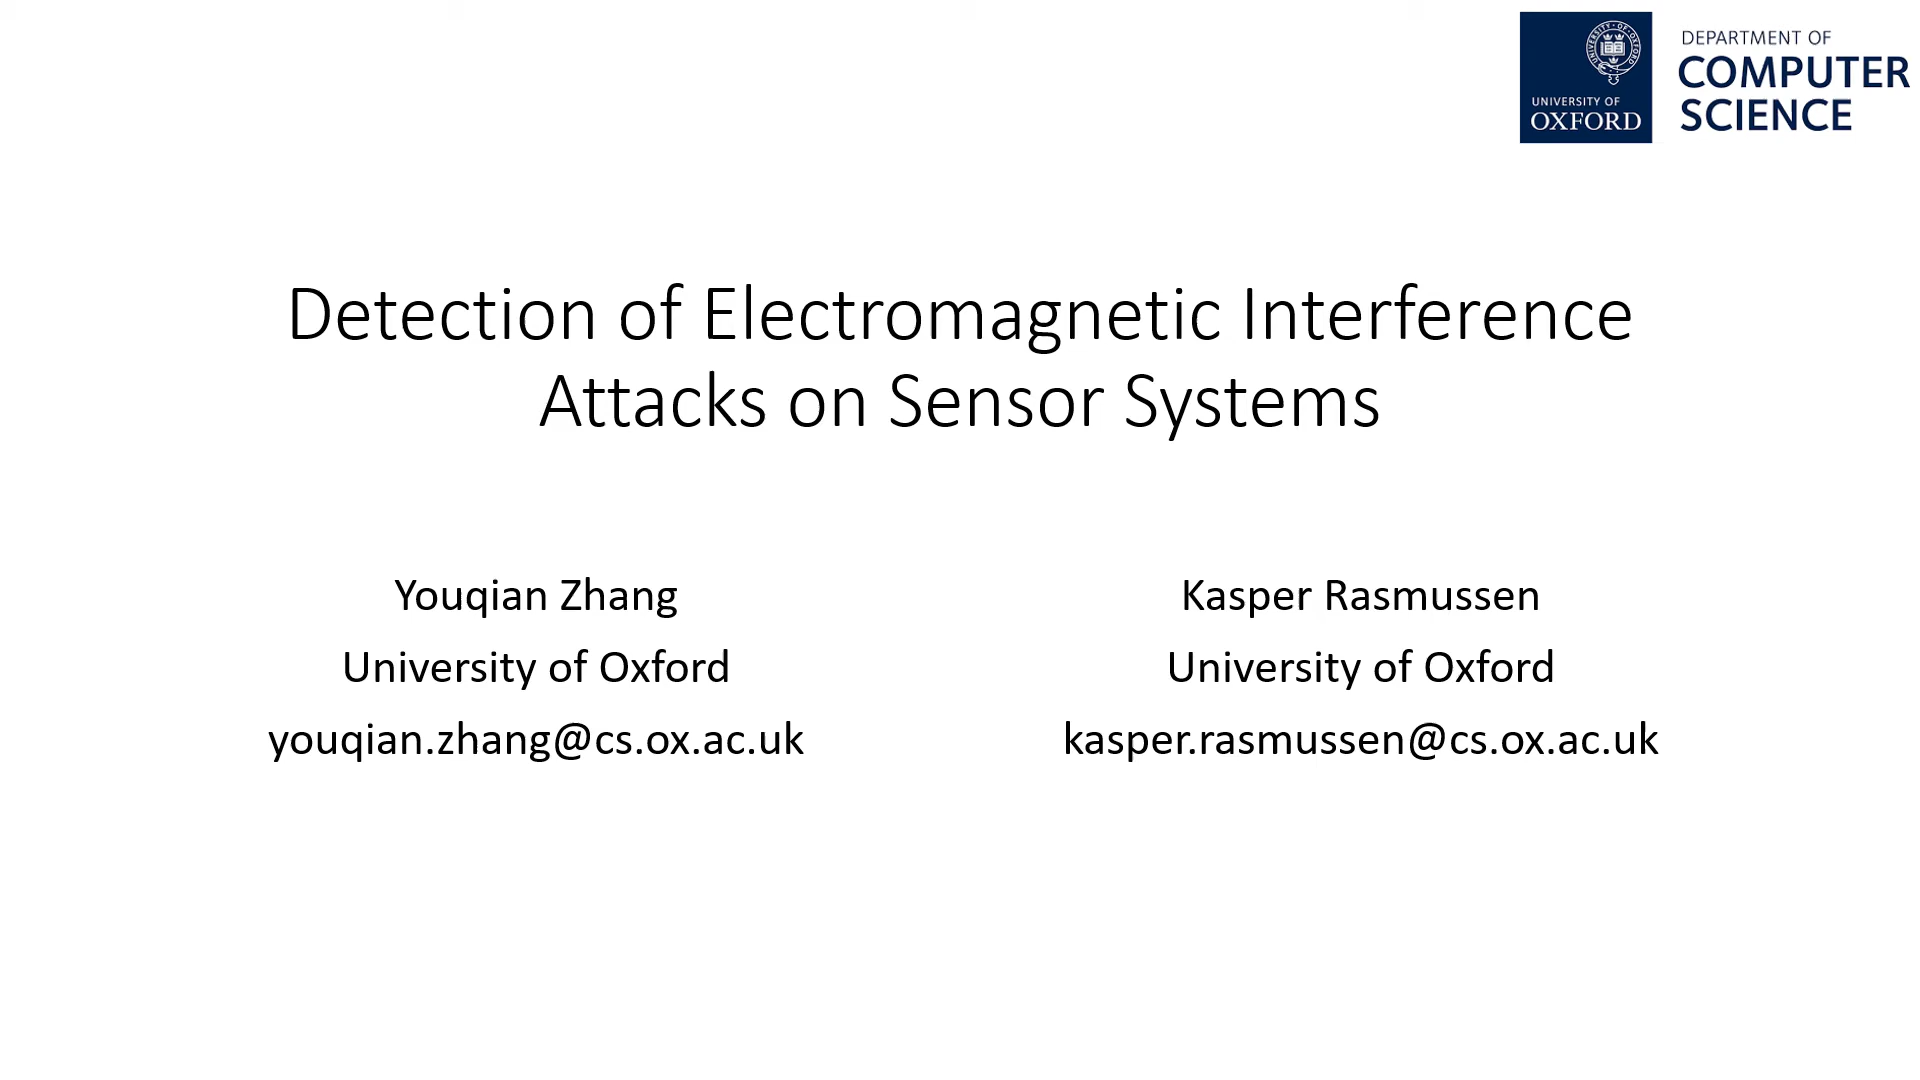 UNIVERSITY OF
OXFORD
DEPARTMENT OF
COMPUTER
SCIENCE
Detection of Electromagnetic Interference
Attacks on Sensor Systems
Youqian Zhang
University of Oxford
youqian.zhang@cs.ox.ac.uk
Kasper Rasmussen
University of Oxford
kasper.rasmussen@cs.ox.ac.uk